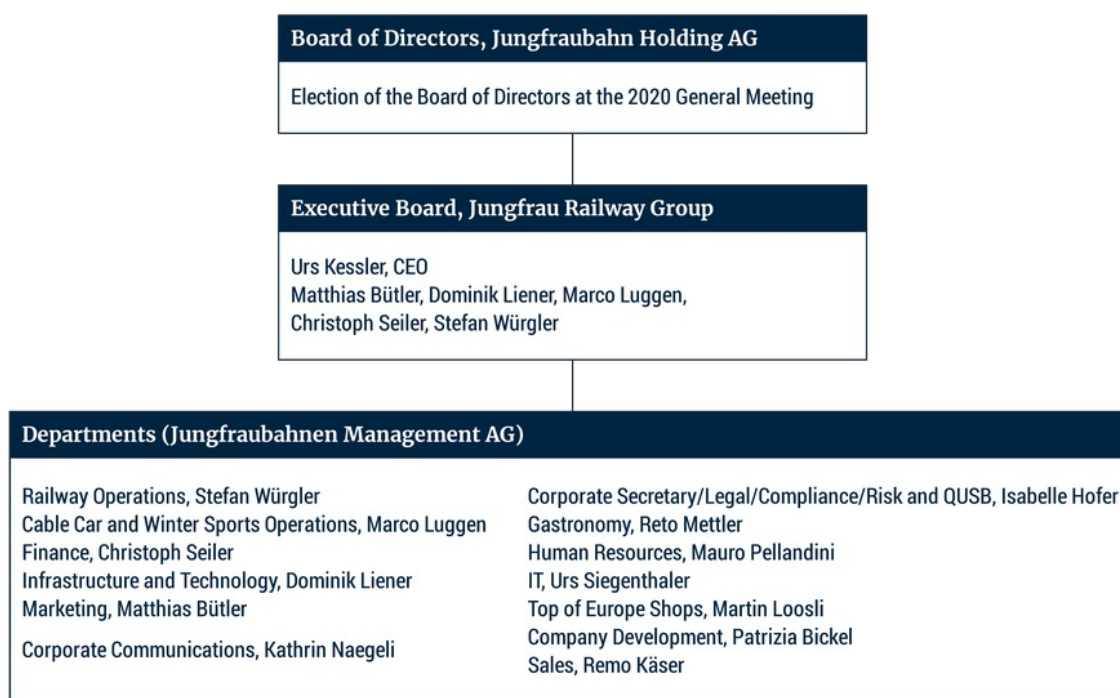 Board of Directors, Jungfraubahn Holding AG
Election of the Board of Directors at the 2020 General Meeting
Executive Board, Jungfrau Railway Group
Urs Kessler, CEO
Matthias Bütler, Dominik Liener, Marco Luggen,
Christoph Seiler, Stefan Würgler
Departments (Jungfraubahnen Management AG)
Railway Operations, Stefan Würgler
Cable Car and Winter Sports Operations, Marco Luggen
Finance, Christoph Seiler
Infrastructure and Technology, Dominik Liener
Marketing, Matthias Bütler
Corporate Communications, Kathrin Naegeli
Corporate Secretary/Legal/Compliance/Risk and QUSB, Isabelle Hofer
Gastronomy, Reto Mettler
Human Resources, Mauro Pellandini
IT, Urs Siegenthaler
Top of Europe Shops, Martin Loosli
Company Development, Patrizia Bickel
Sales, Remo Käser